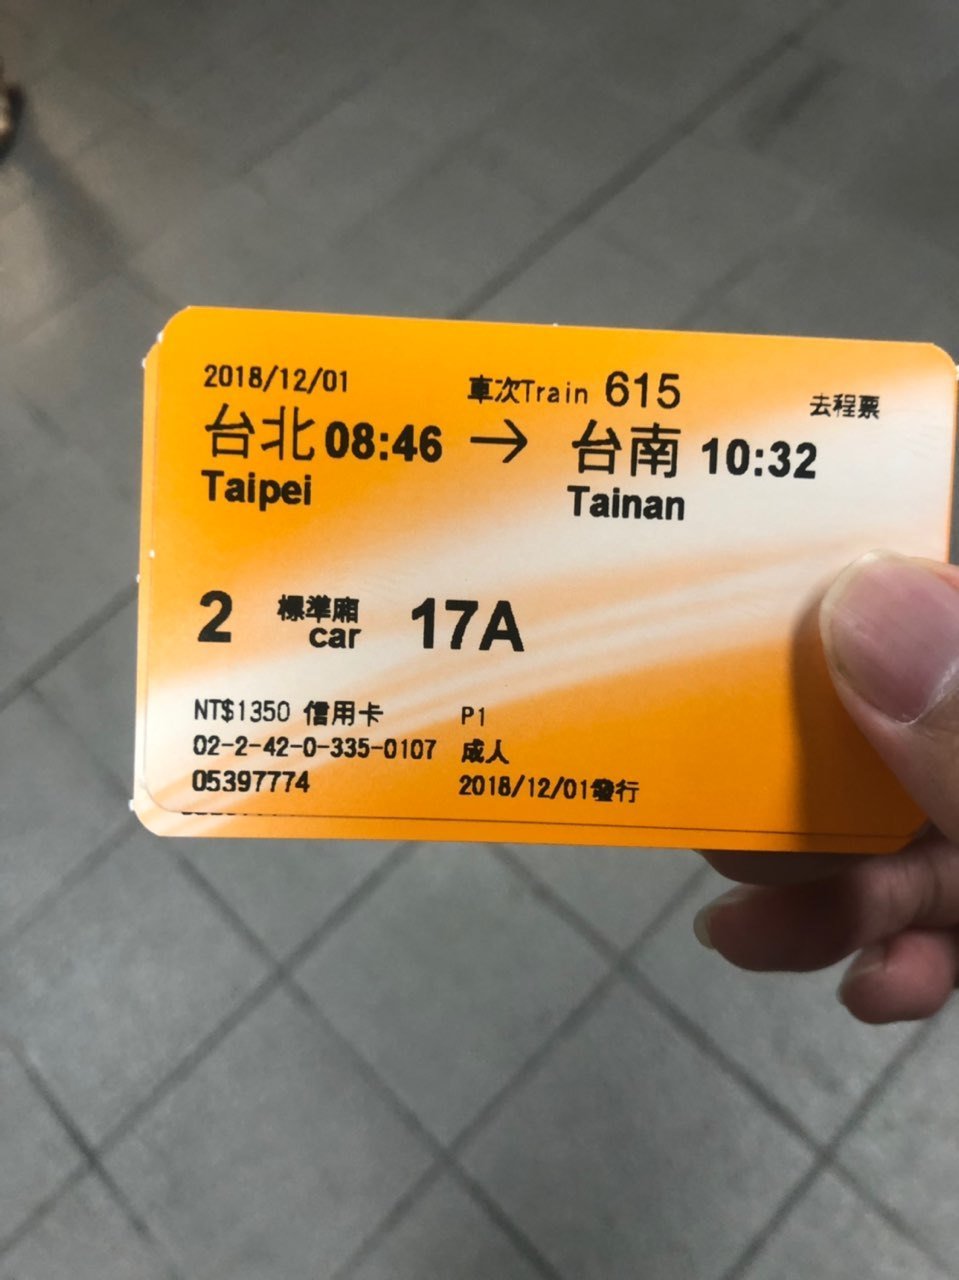 2018/12/01 車次Train 615 去程票
台北 08:46 → 台南 10:32
Taipei Tainan
2 標準廂 car 17A
NT$1350 信用卡 P1
02-2-42-0-335-0107 成人
05397774 2018/12/01發行